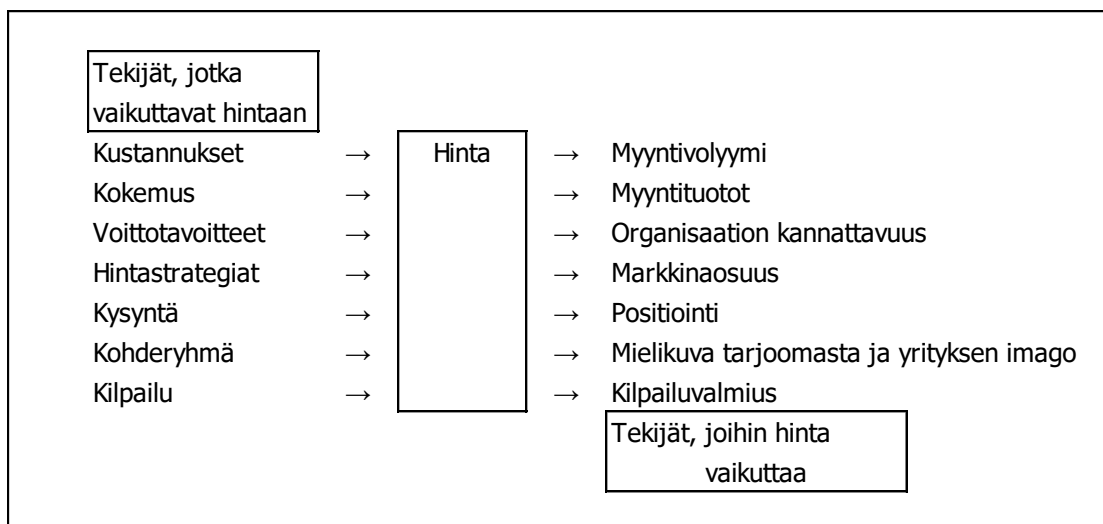 Tekijät, jotka
vaikuttavat hintaan
Kustannukset → Hinta → Myyntivolyymi
Kokemus → → Myyntituotot
Voittotavoitteet → → Organisaation kannattavuus
Hintastrategiat → → Markkinaosuus
Kysyntä → → Positiointi
Kohderyhmä → → Mielikuva tarjoomasta ja yrityksen imago
Kilpailu → → Kilpailuvalmius
Tekijät, joihin hinta
vaikuttaa